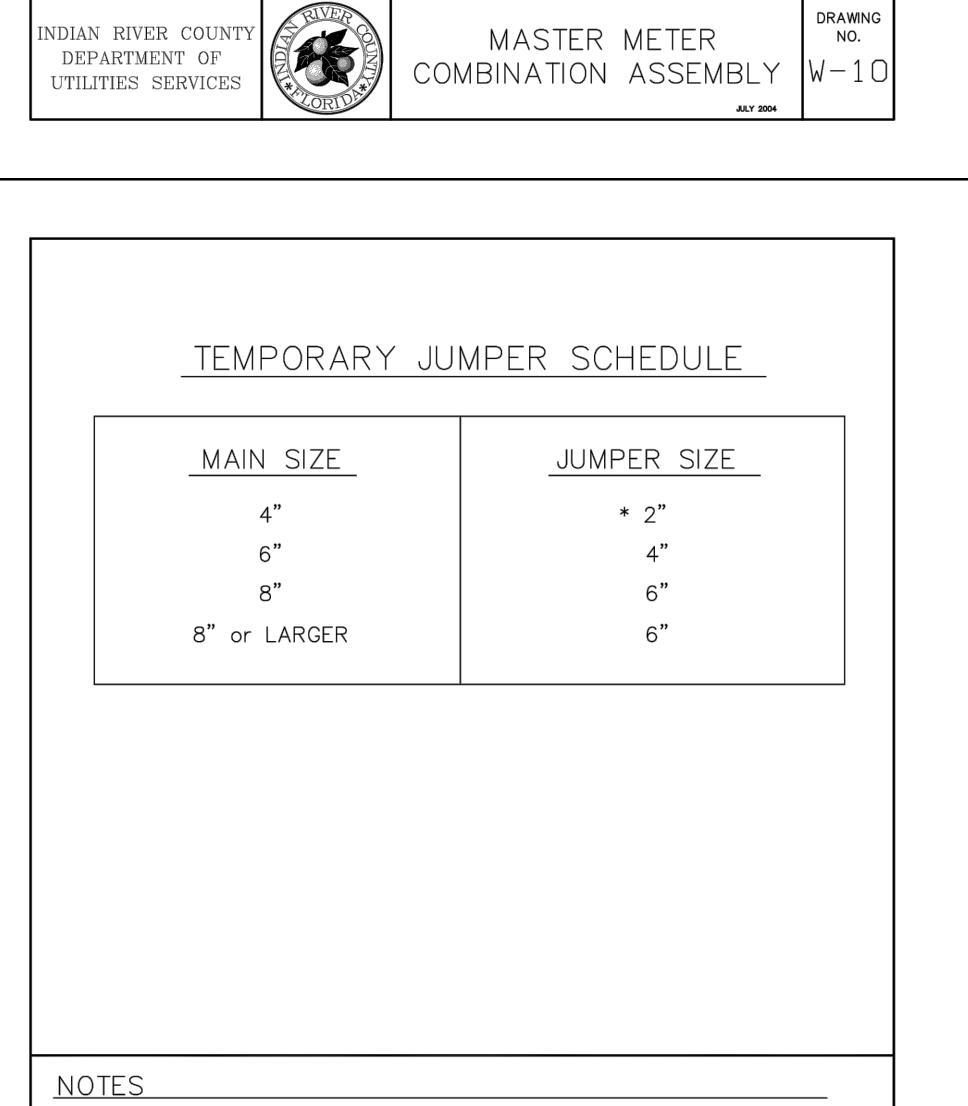 INDIAN RIVER COUNTY
DEPARTMENT OF
UTILITIES SERVICES
INDIAN RIVER COUNTY
*FLORIDA*
MASTER METER
COMBINATION ASSEMBLY
JULY 2004
DRAWING
NO.
W-10
TEMPORARY JUMPER SCHEDULE
MAIN SIZE JUMPER SIZE
4" * 2"
6" 4"
8" 6"
8" or LARGER 6"
NOTES